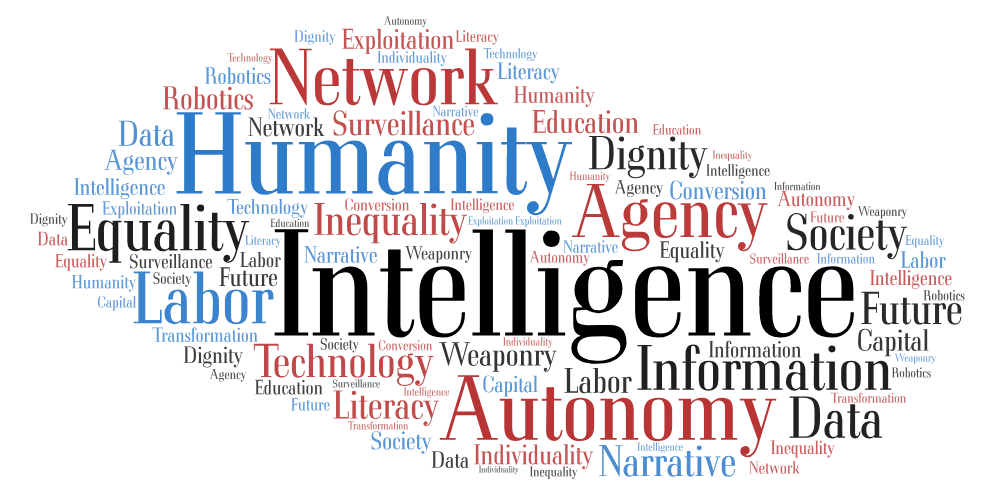 Autonomy
Dignity
Exploitation
Literacy
Technology
Individuality
Technology
Robotics
Network
Literacy
Robotics
Humanity
Network
Narrative
Data
Network
Surveillance
Education
Education
Humanity
Agency
Dignity
Inequality
Intelligence
Humanity
Intelligence
Agency
Conversion
Information
Autonomy
Exploitation
Technology
Conversion
Intelligence
Agency
Future
Weaponry
Dignity
Equality
Education
Inequality
Exploitation
Exploitation
Society
Data
Literacy
Narrative
Equality
Equality
Equality
Surveillance
Labor
Narrative
Weaponry
Autonomy
Surveillance
Information
Labor
Humanity
Society
Future
Intelligence
Intelligence
Capital
Labor
Robotics
Future
Transformation
Society
Conversion
Individuality
Capital
Dignity
Technology
Weaponry
Information
Weaponry
Agency
Information
Robotics
Education
Surveillance
Intelligence
Capital
Labor
Future
Literacy
Autonomy
Transformation
Transformation
Data
Society
Intelligence
Inequality
Data
Individuality
Narrative
Individuality
Inequality
Network